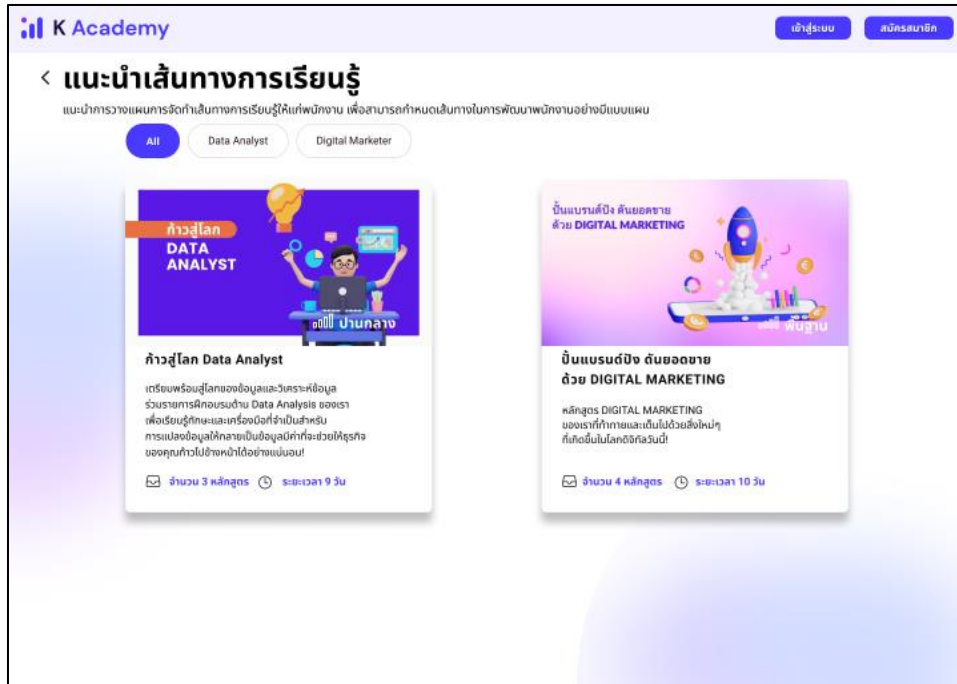 K Academy
เข้าสู่ระบบ
สมัครสมาชิก
แนะนำเส้นทางการเรียนรู้
แนะนำการวางแผนการจัดทำเส้นทางการเรียนรู้ให้แก่พนักงาน เพื่อสามารถกำหนดเส้นทางในการพัฒนาพนักงานอย่างมีแบบแผน
All
Data Analyst
Digital Marketer
ก้าวสู่โลก
DATA
ANALYST
ปานกลาง
ก้าวสู่โลก Data Analyst
เตรียมพร้อมสู่โลกของข้อมูลและวิเคราะห์ข้อมูล
ร่วมรายการฝึกอบรมด้าน Data Analysis ของเรา
เพื่อเรียนรู้ทักษะและเครื่องมือที่จำเป็นสำหรับ
การแปลงข้อมูลให้กลายเป็นข้อมูลมีค่าที่จะช่วยให้ธุรกิจ
ของคุณก้าวไปข้างหน้าได้อย่างแน่นอน!
จำนวน 3 หลักสูตร
ระยะเวลา 9 วัน
ปั้นแบรนด์ปัง ดันยอดขาย
ด้วย DIGITAL MARKETING
พื้นฐาน
ปั้นแบรนด์ปัง ดันยอดขาย
ด้วย DIGITAL MARKETING
หลักสูตร DIGITAL MARKETING
ของเราที่ท้าทายและเต็มไปด้วยสิ่งใหม่ๆ
ที่เกิดขึ้นในโลกดิจิทัลวันนี้!
จำนวน 4 หลักสูตร
ระยะเวลา 10 วัน